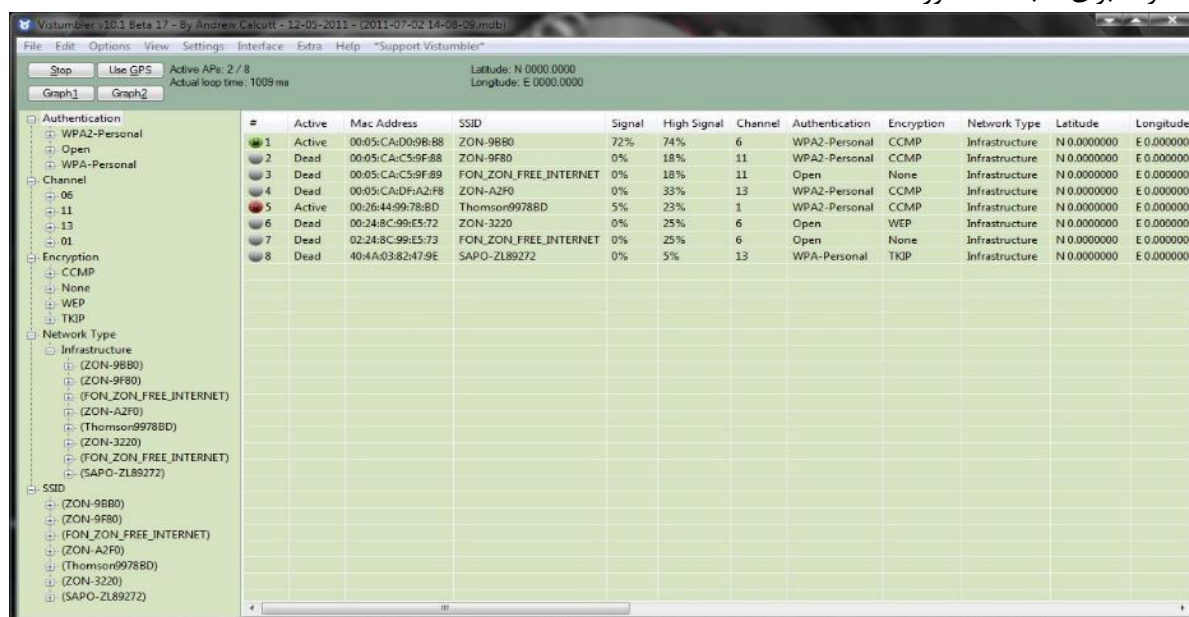 Vistumbler v10.1 Beta 17 - By Andrew Calcutt - 12-05-2011 - (2011-07-02 14-08-09.mdb)
File Edit Options View Settings Interface Extra Help *Support Vistumbler*
Stop Use GPS Active APs: 2 / 8 Latitude: N 0000.0000
Actual loop time: 1009 ms Longitude: E 0000.0000
Graph1 Graph2
Authentication
WPA2-Personal
Open
WPA-Personal
Channel
06
11
13
01
Encryption
CCMP
None
WEP
TKIP
Network Type
Infrastructure
(ZON-9BB0)
(ZON-9F80)
(FON_ZON_FREE_INTERNET)
(ZON-A2F0)
(Thomson9978BD)
(ZON-3220)
(FON_ZON_FREE_INTERNET)
(SAPO-ZL89272)
SSID
(ZON-9BB0)
(ZON-9F80)
(FON_ZON_FREE_INTERNET)
(ZON-A2F0)
(Thomson9978BD)
(ZON-3220)
(SAPO-ZL89272)
# Active Mac Address SSID Signal High Signal Channel Authentication Encryption Network Type Latitude Longitude
1 Active 00:05:CA:D0:9B:B8 ZON-9BB0 72% 74% 6 WPA2-Personal CCMP Infrastructure N 0.0000000 E 0.000000
2 Dead 00:05:CA:C5:9F:88 ZON-9F80 0% 18% 11 WPA2-Personal CCMP Infrastructure N 0.0000000 E 0.000000
3 Dead 00:05:CA:C5:9F:89 FON_ZON_FREE_INTERNET 0% 18% 11 Open None Infrastructure N 0.0000000 E 0.000000
4 Dead 00:05:CA:DF:A2:F8 ZON-A2F0 0% 33% 13 WPA2-Personal CCMP Infrastructure N 0.0000000 E 0.000000
5 Active 00:26:44:99:78:BD Thomson9978BD 5% 23% 1 WPA2-Personal CCMP Infrastructure N 0.0000000 E 0.000000
6 Dead 00:24:8C:99:E5:72 ZON-3220 0% 25% 6 Open WEP Infrastructure N 0.0000000 E 0.000000
7 Dead 02:24:8C:99:E5:73 FON_ZON_FREE_INTERNET 0% 25% 6 Open None Infrastructure N 0.0000000 E 0.000000
8 Dead 40:4A:03:82:47:9E SAPO-ZL89272 0% 5% 13 WPA-Personal TKIP Infrastructure N 0.0000000 E 0.000000